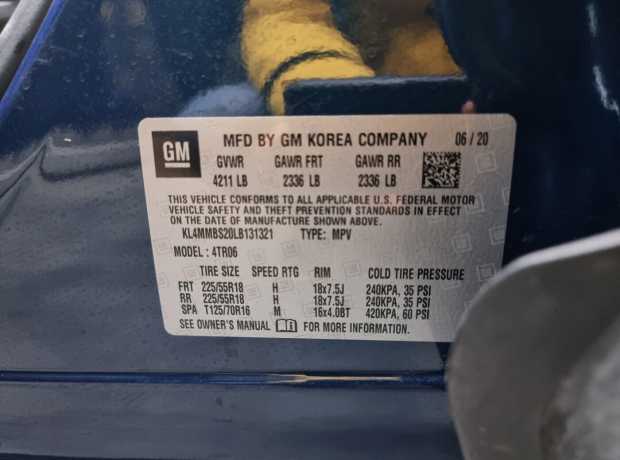 GM MFD BY GM KOREA COMPANY 06/20
GVWR GAWR FRT GAWR RR
4211 LB 2336 LB 2336 LB
THIS VEHICLE CONFORMS TO ALL APPLICABLE U.S. FEDERAL MOTOR
VEHICLE SAFETY AND THEFT PREVENTION STANDARDS IN EFFECT
ON THE DATE OF MANUFACTURE SHOWN ABOVE.
KL4MMBS20LB131321 TYPE: MPV
MODEL : 4TR06
TIRE SIZE SPEED RTG RIM COLD TIRE PRESSURE
FRT 225/55R18 H 18x7.5J 240KPA, 35 PSI
RR 225/55R18 H 18x7.5J 240KPA, 35 PSI
SPA T125/70R16 M 16x4.0BT 420KPA, 60 PSI
SEE OWNER'S MANUAL FOR MORE INFORMATION.